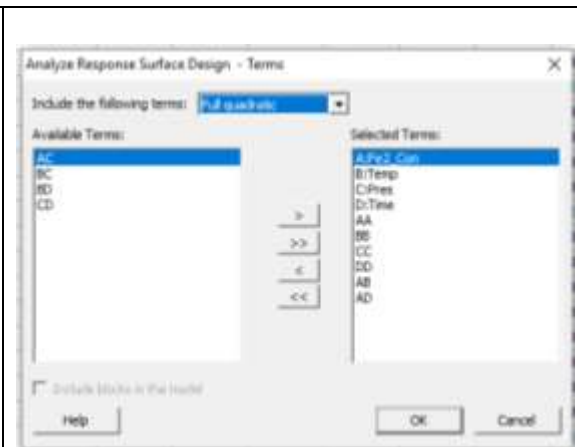 Analyze Response Surface Design - Terms
Include the following terms: Full quadratic
Available Terms:
AC
BC
BD
CD
>
>>
<
<<
Selected Terms:
A:Fe2_Con
B:Temp
C:Pres
D:Time
AA
BB
CC
DD
AB
AD
Include blocks in the model
Help
OK
Cancel